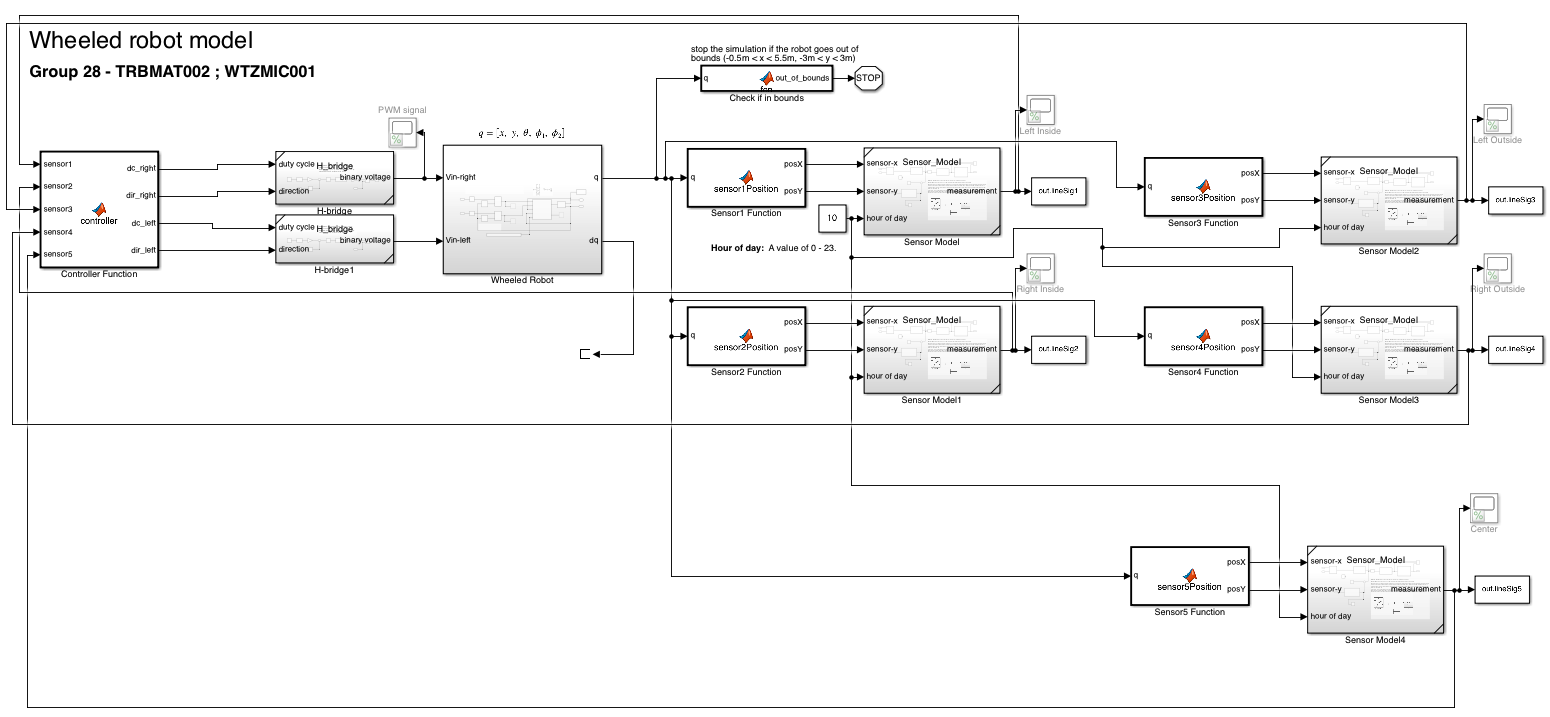 Wheeled robot model
Group 28 - TRBMAT002 ; WTZMIC001
stop the simulation if the robot goes out of
bounds (-0.5m < x < 5.5m, -3m < y < 3m)
q
out_of_bounds
fcn
Check if in bounds
STOP
PWM signal
q = [x, y, θ, ϕ1, ϕ2]
Left Inside
Left Outside
sensor1
sensor2
sensor3
sensor4
sensor5
controller
dc_right
dir_right
dc_left
dir_left
Controller Function
duty cycle
H_bridge
binary voltage
direction
H-bridge
duty cycle
H_bridge
binary voltage
direction
H-bridge1
Vin-right
Vin-left
q
dq
Wheeled Robot
q
sensor1Position
posX
posY
Sensor1 Function
10
Hour of day: A value of 0 - 23.
sensor-x
Sensor_Model
sensor-y
measurement
hour of day
Sensor Model
out.lineSig1
q
sensor3Position
posX
posY
Sensor3 Function
sensor-x
Sensor_Model
sensor-y
measurement
hour of day
Sensor Model2
out.lineSig3
Right Inside
Right Outside
q
sensor2Position
posX
posY
Sensor2 Function
sensor-x
Sensor_Model
sensor-y
measurement
hour of day
Sensor Model1
out.lineSig2
q
sensor4Position
posX
posY
Sensor4 Function
sensor-x
Sensor_Model
sensor-y
measurement
hour of day
Sensor Model3
out.lineSig4
Center
q
sensor5Position
posX
posY
Sensor5 Function
sensor-x
Sensor_Model
sensor-y
measurement
hour of day
Sensor Model4
out.lineSig5